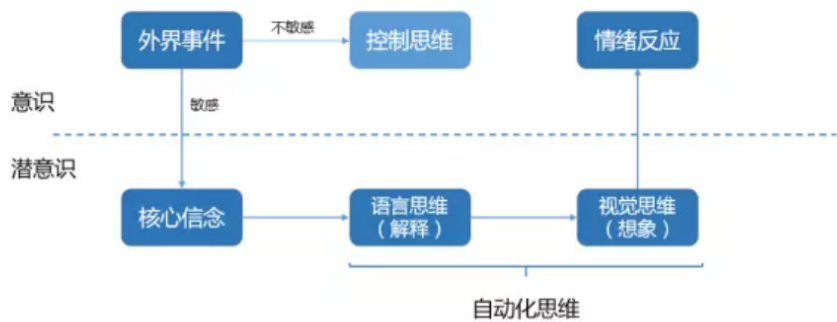 外界事件
不敏感
控制思维
情绪反应
意识
敏感
潜意识
核心信念
语言思维
（解释）
视觉思维
（想象）
自动化思维